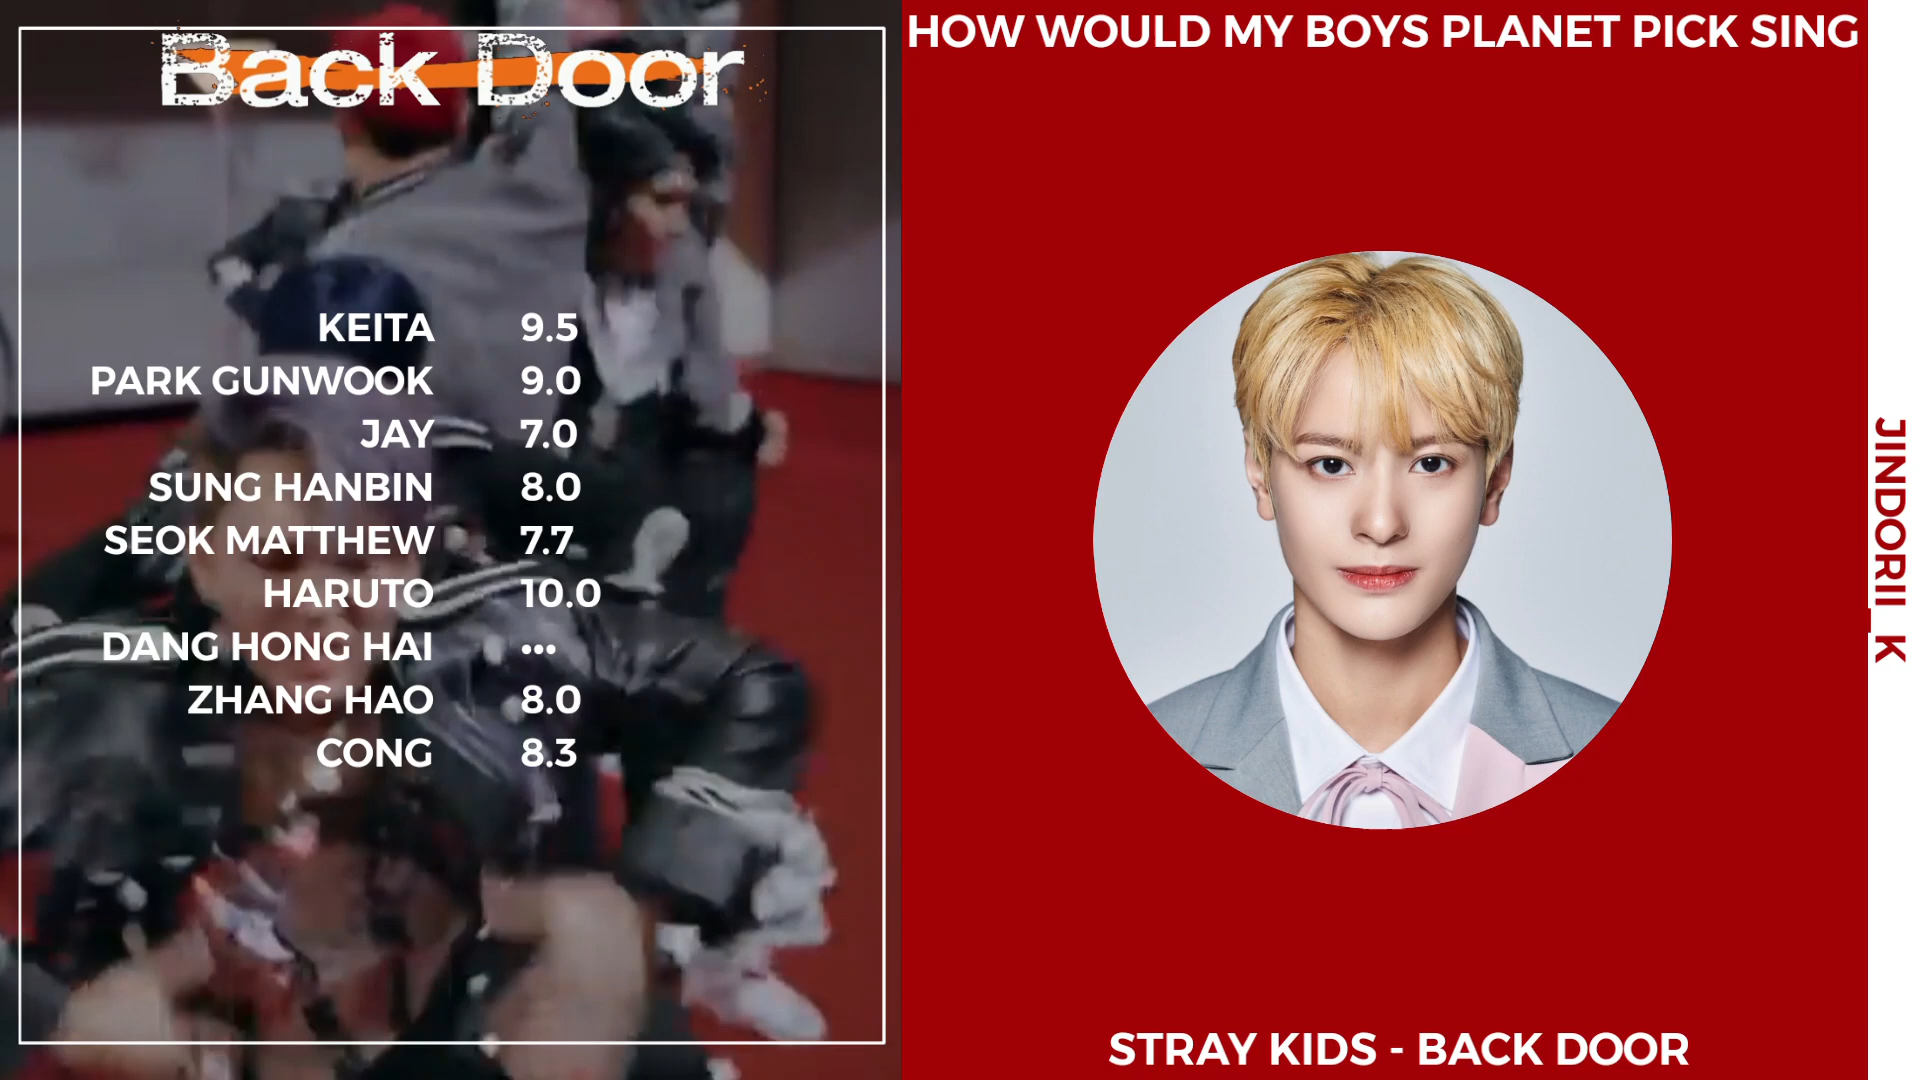 Back Door
KEITA 9.5
PARK GUNWOOK 9.0
JAY 7.0
SUNG HANBIN 8.0
SEOK MATTHEW 7.7
HARUTO 10.0
DANG HONG HAI •••
ZHANG HAO 8.0
CONG 8.3
HOW WOULD MY BOYS PLANET PICK SING
STRAY KIDS - BACK DOOR
JINDORII_K